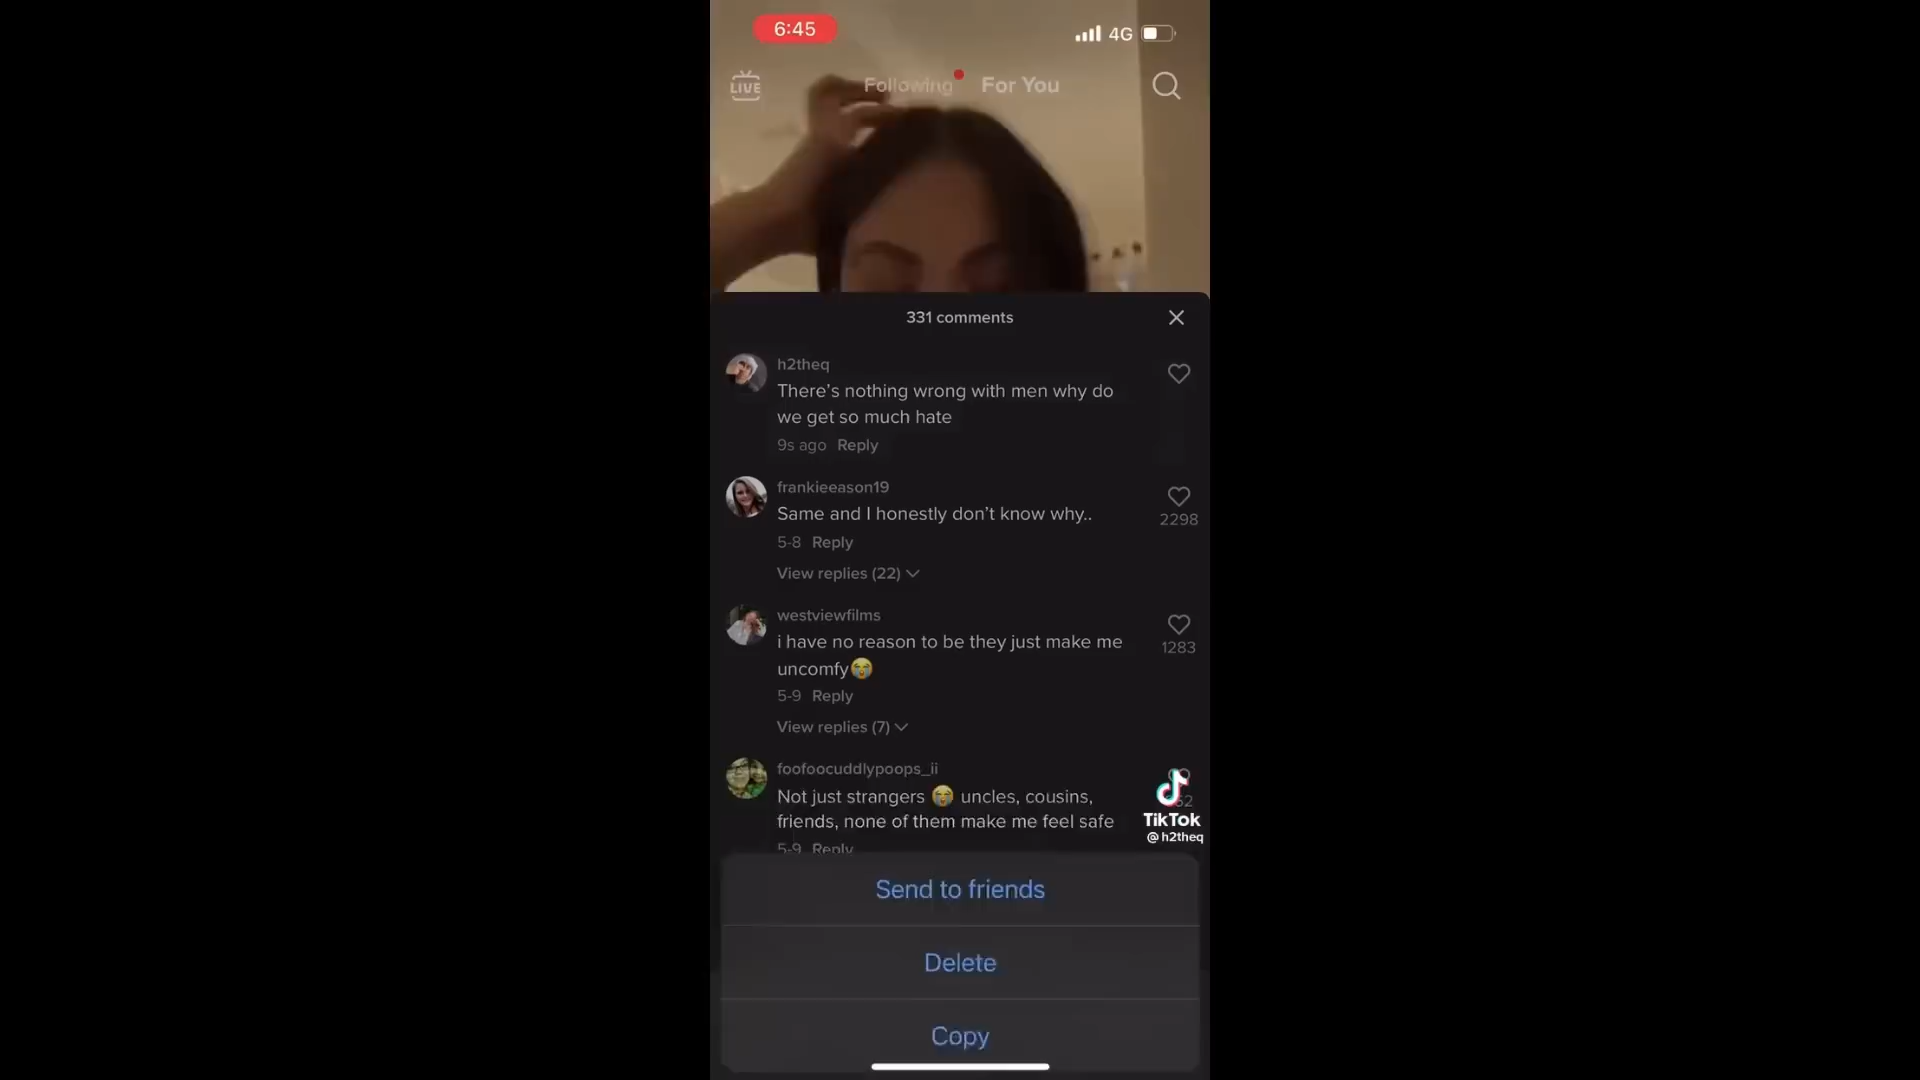 6:45
4G
LIVE
Following For You
331 comments
h2theq
There's nothing wrong with men why do
we get so much hate
9s ago Reply
frankieeason19
Same and I honestly don't know why..
2298
5-8 Reply
View replies (22)
westviewfilms
i have no reason to be they just make me
uncomfy😭
1283
5-9 Reply
View replies (7)
foofoocuddlypoops_ii
Not just strangers 😭 uncles, cousins,
friends, none of them make me feel safe
TikTok
@h2theq
5-9 Reply
Send to friends
Delete
Copy